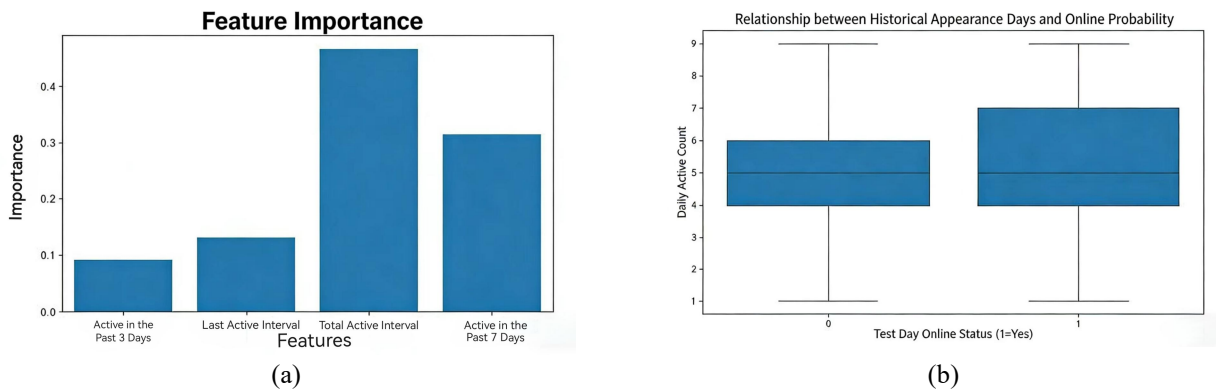 Feature Importance
Importance
0.4
0.3
0.2
0.1
0.0
Active in the
Past 3 Days
Last Active Interval
Total Active Interval
Active in the
Past 7 Days
Features
(a)
Relationship between Historical Appearance Days and Online Probability
Daily Active Count
9
8
7
6
5
4
3
2
1
0
1
Test Day Online Status (1=Yes)
(b)